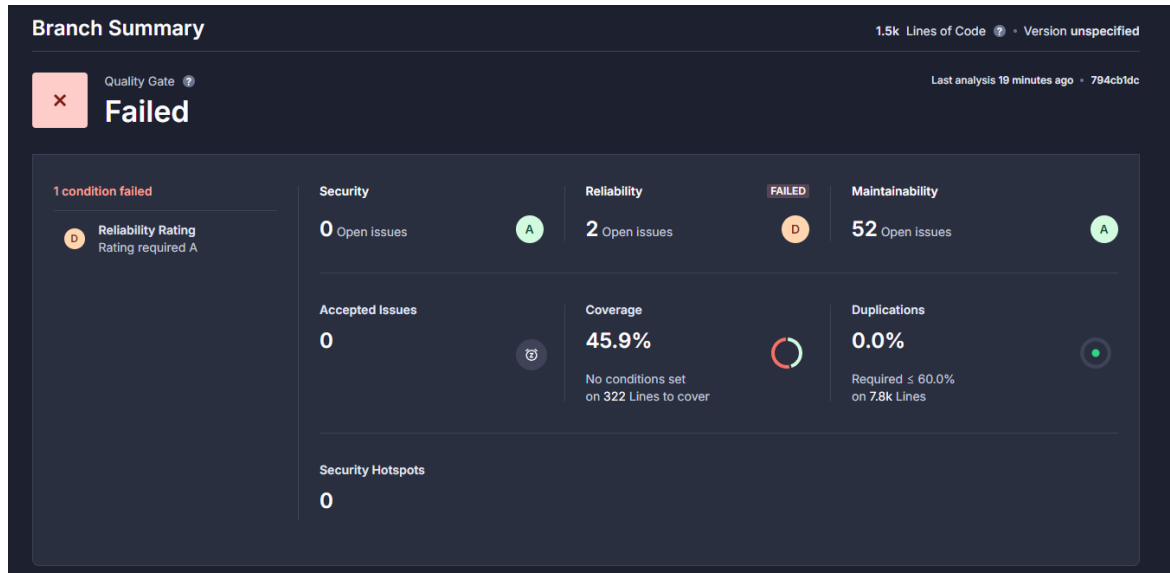 Branch Summary
1.5k Lines of Code ? • Version unspecified
Quality Gate ?
Failed
Last analysis 19 minutes ago • 794cb1dc
1 condition failed
D
Reliability Rating
Rating required A
Security
0 Open issues
A
Reliability
FAILED
2 Open issues
D
Maintainability
52 Open issues
A
Accepted Issues
0
Coverage
45.9%
No conditions set
on 322 Lines to cover
Duplications
0.0%
Required ≤ 60.0%
on 7.8k Lines
Security Hotspots
0